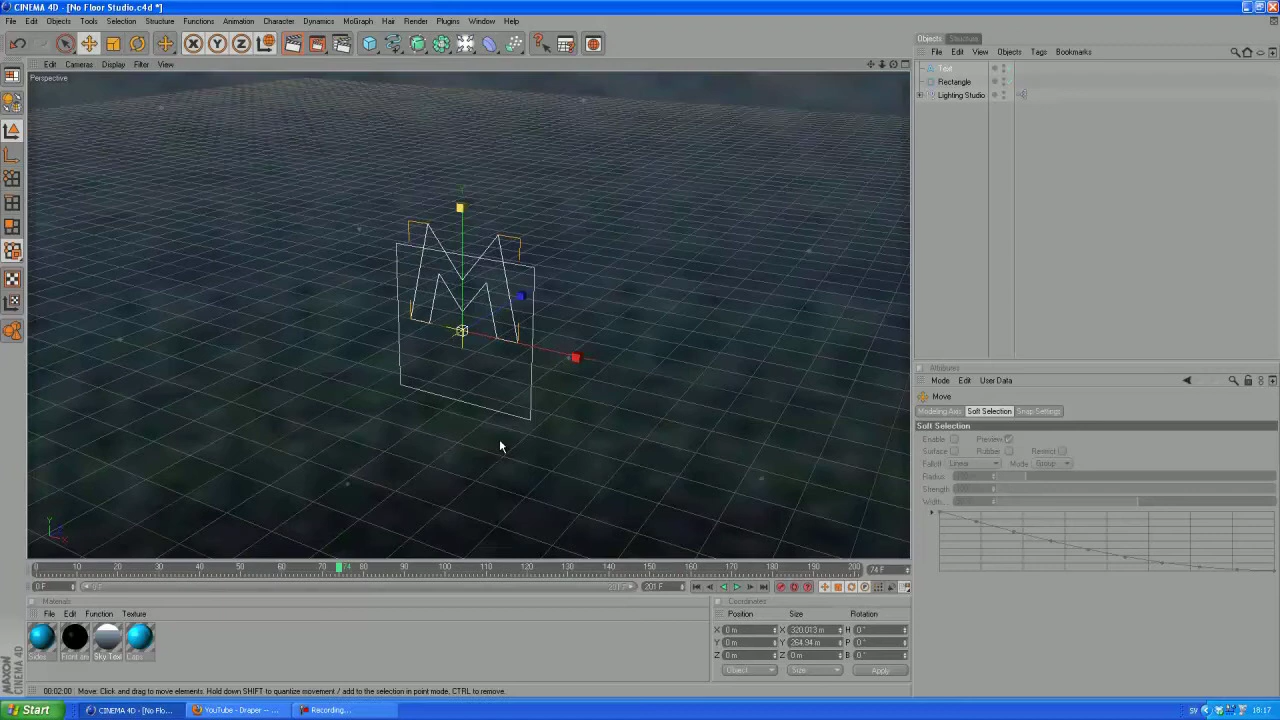 CINEMA 4D - [No Floor Studio.c4d *]
File Edit Objects Tools Selection Structure Functions Animation Character Dynamics MoGraph Hair Render Plugins Window Help
Objects Structure
File Edit View Objects Tags Bookmarks
Edit Cameras Display Filter View
Perspective
Text
Rectangle
Lighting Studio
Attributes
Mode Edit User Data
Move
Modeling Axis Soft Selection Snap Settings
Soft Selection
Enable Preview
Surface Rubber Restrict
Falloff Linear Mode Group
Radius
Strength
Width
0 10 20 30 40 50 60 70 74 80 90 100 110 120 130 140 150 160 170 180 190 200 74 F
0 F 201 F 201 F
Materials
File Edit Function Texture
Sides Front an Sky Text Caps
Coordinates
Position Size Rotation
X 0 m X 320.013 m H 0 °
Y 0 m Y 264.94 m P 0 °
Z 0 m Z 0 m B 0 °
Object Size Apply
MAXON CINEMA 4D
00:02:00 Move: Click and drag to move elements. Hold down SHIFT to quantize movement / add to the selection in point mode, CTRL to remove.
Start CINEMA 4D - [No Flo... YouTube - Draper -- ... Recording... SV 18:17